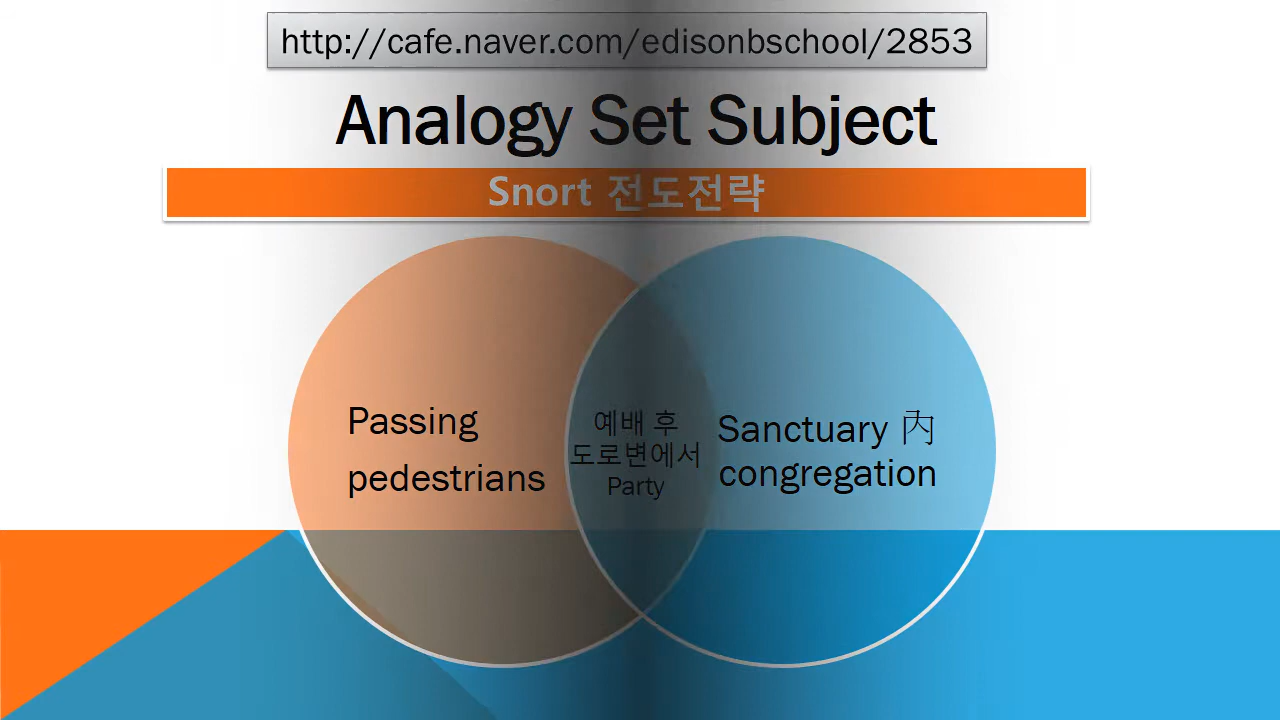 http://cafe.naver.com/edisonbschool/2853
Analogy Set Subject
Snort 전도전략
Passing
pedestrians
예배 후
도로변에서
Party
Sanctuary 內
congregation